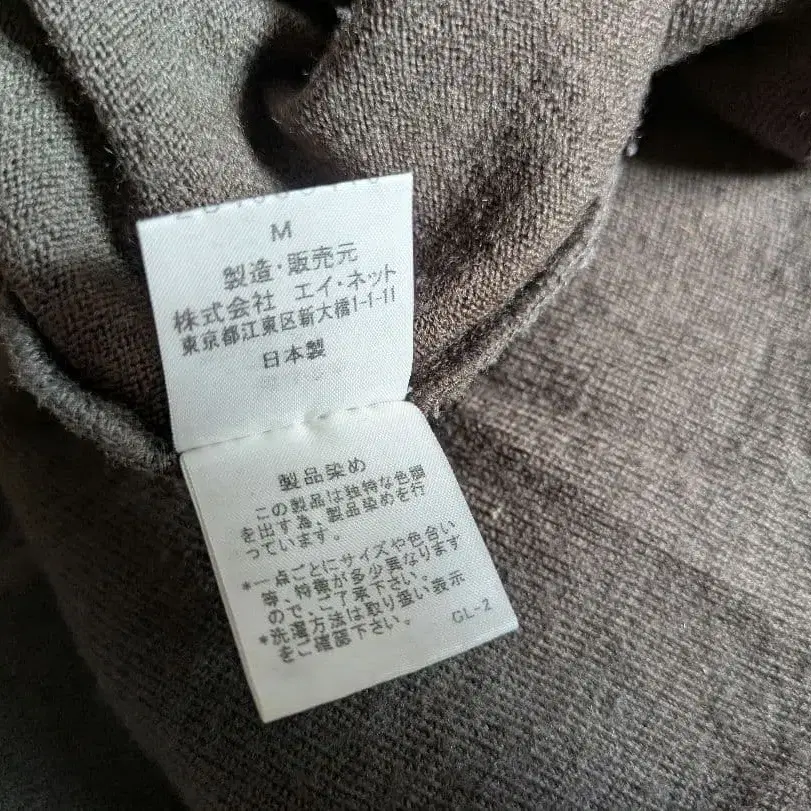 M
製造・販売元
株式会社 エイ・ネット
東京都江東区新大橋1-1-11
日本製
製品染め
この製品は独特な色調
を出す為、製品染めを行
っています。
*一点ごとにサイズや色合い
等、特徴が多少異なります
ので、ご了承下さい。
*洗濯方法は取り扱い表示
をご確認下さい。
GL-2